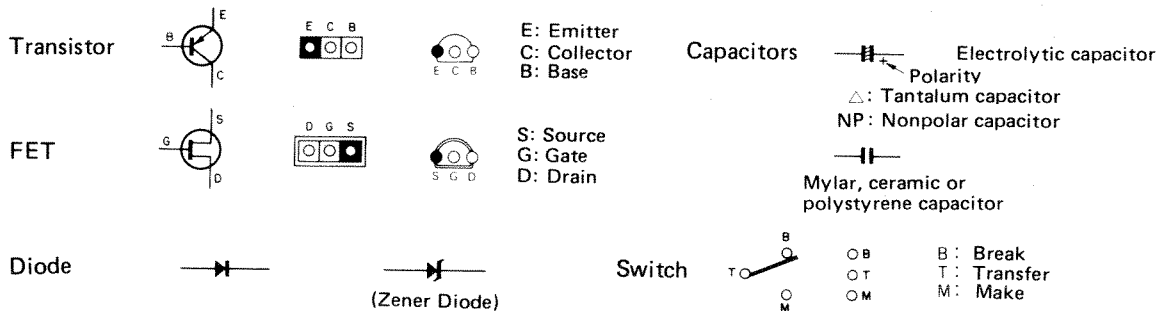 Transistor
B E C
E C B
E C B
E: Emitter
C: Collector
B: Base
FET
G S D
D G S
S G D
S: Source
G: Gate
D: Drain
Diode
(Zener Diode)
Capacitors
+
Electrolytic capacitor
Polarity
△: Tantalum capacitor
NP: Nonpolar capacitor
Mylar, ceramic or
polystyrene capacitor
Switch
B
T
M
B
T
M
B: Break
T: Transfer
M: Make